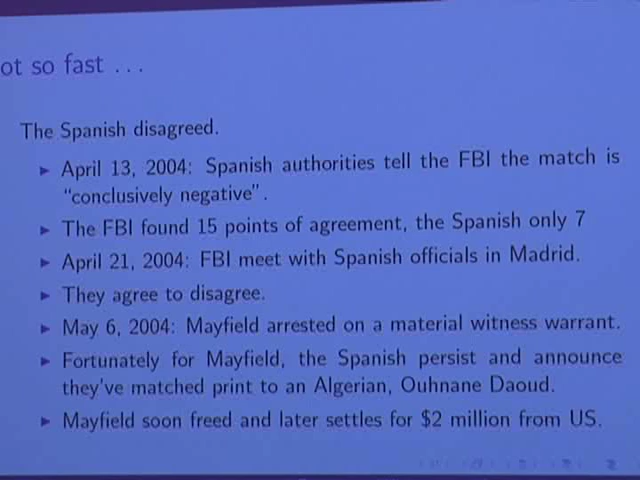 ot so fast ...
The Spanish disagreed.
► April 13, 2004: Spanish authorities tell the FBI the match is
"conclusively negative".
► The FBI found 15 points of agreement, the Spanish only 7
► April 21, 2004: FBI meet with Spanish officials in Madrid.
► They agree to disagree.
► May 6, 2004: Mayfield arrested on a material witness warrant.
► Fortunately for Mayfield, the Spanish persist and announce
they've matched print to an Algerian, Ouhnane Daoud.
► Mayfield soon freed and later settles for $2 million from US.